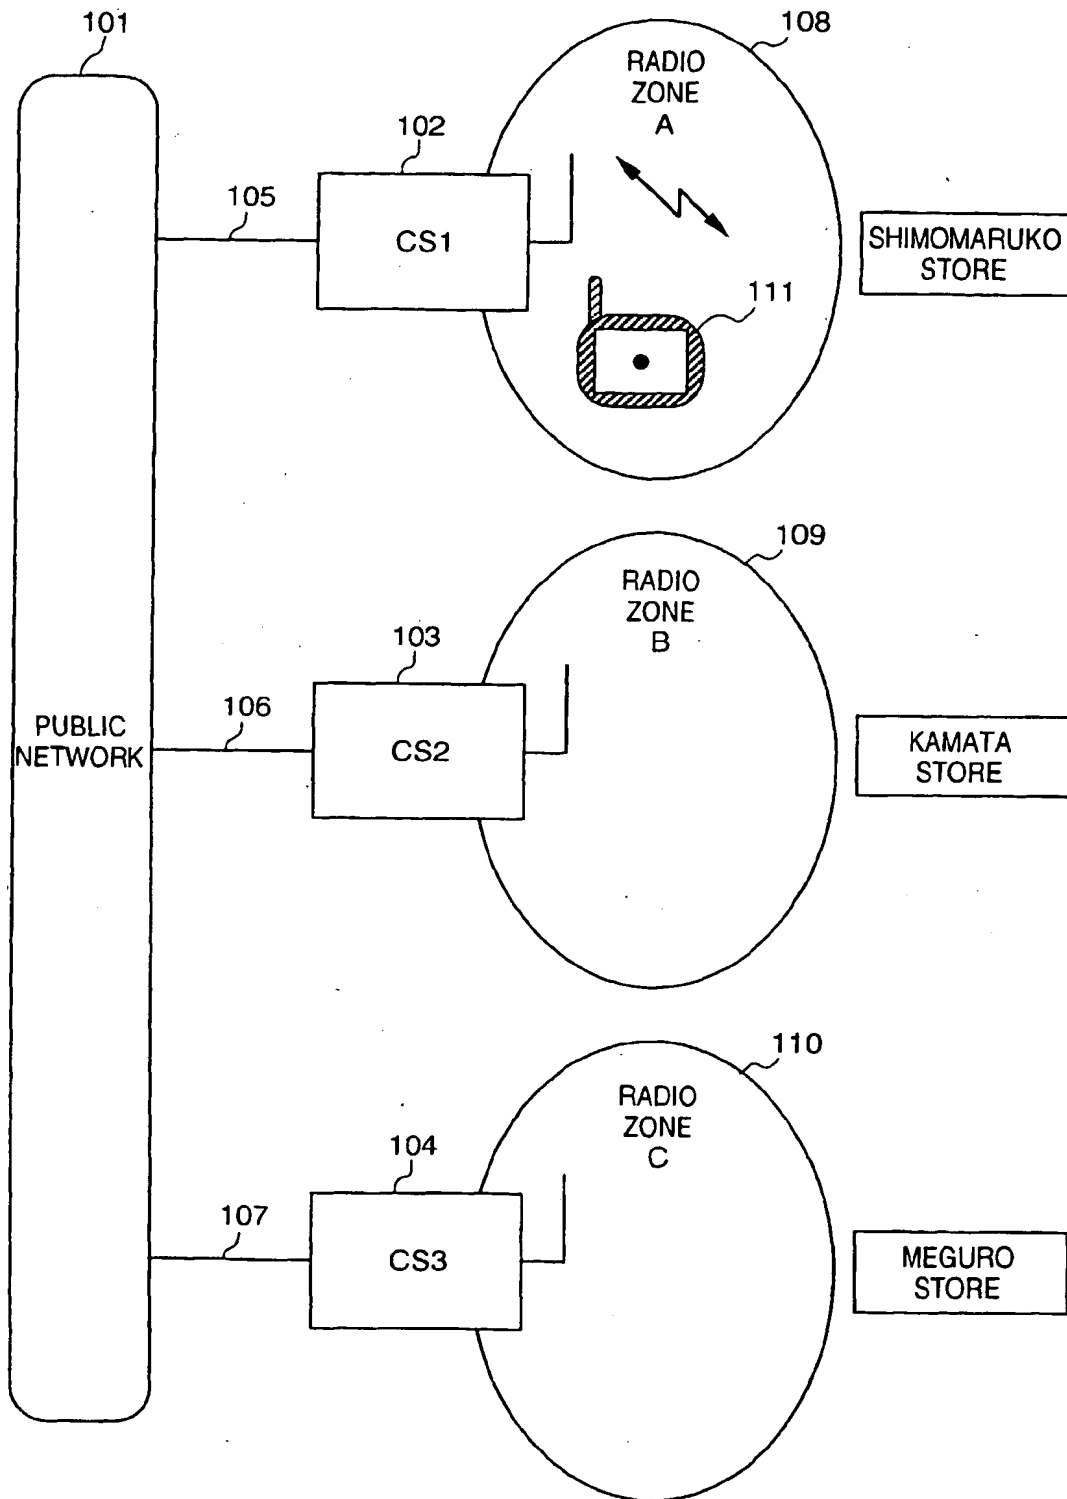 101
108
RADIO
ZONE
A
102
105
CS1
SHIMOMARUKO
STORE
111
109
RADIO
ZONE
B
103
106
PUBLIC
NETWORK
CS2
KAMATA
STORE
110
RADIO
ZONE
C
104
107
CS3
MEGURO
STORE